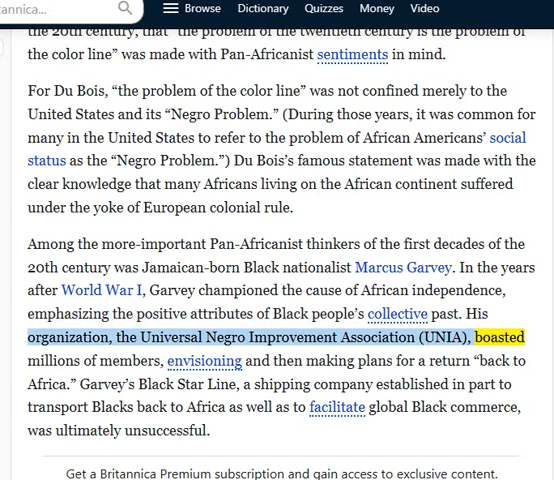 tannica...
Browse Dictionary Quizzes Money Video
the 20th century, that “the problem of the twentieth century is the problem of
the color line” was made with Pan-Africanist sentiments in mind.
For Du Bois, “the problem of the color line” was not confined merely to the
United States and its “Negro Problem.” (During those years, it was common for
many in the United States to refer to the problem of African Americans’ social
status as the “Negro Problem.”) Du Bois’s famous statement was made with the
clear knowledge that many Africans living on the African continent suffered
under the yoke of European colonial rule.
Among the more-important Pan-Africanist thinkers of the first decades of the
20th century was Jamaican-born Black nationalist Marcus Garvey. In the years
after World War I, Garvey championed the cause of African independence,
emphasizing the positive attributes of Black people’s collective past. His
organization, the Universal Negro Improvement Association (UNIA), boasted
millions of members, envisioning and then making plans for a return “back to
Africa.” Garvey’s Black Star Line, a shipping company established in part to
transport Blacks back to Africa as well as to facilitate global Black commerce,
was ultimately unsuccessful.
Get a Britannica Premium subscription and gain access to exclusive content.